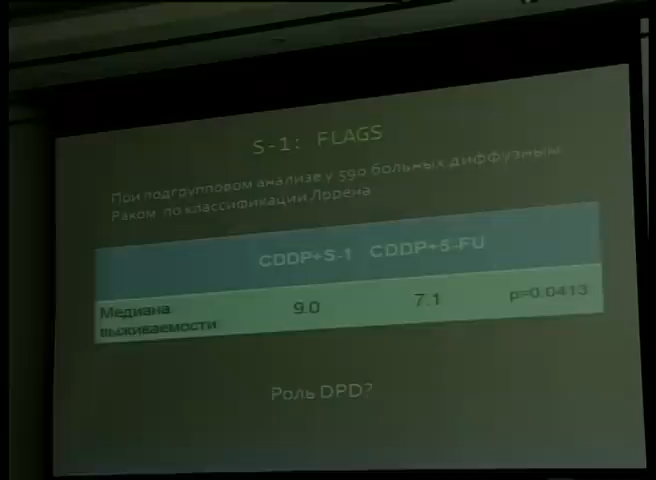 S-1: FLAGS
При подгрупповом анализе у 590 больных диффузным
Раком по классификации Лорена
CDDP+S-1 CDDP+5-FU
Медиана 9.0 7.1 p=0.0413
выживаемости
Роль DPD?